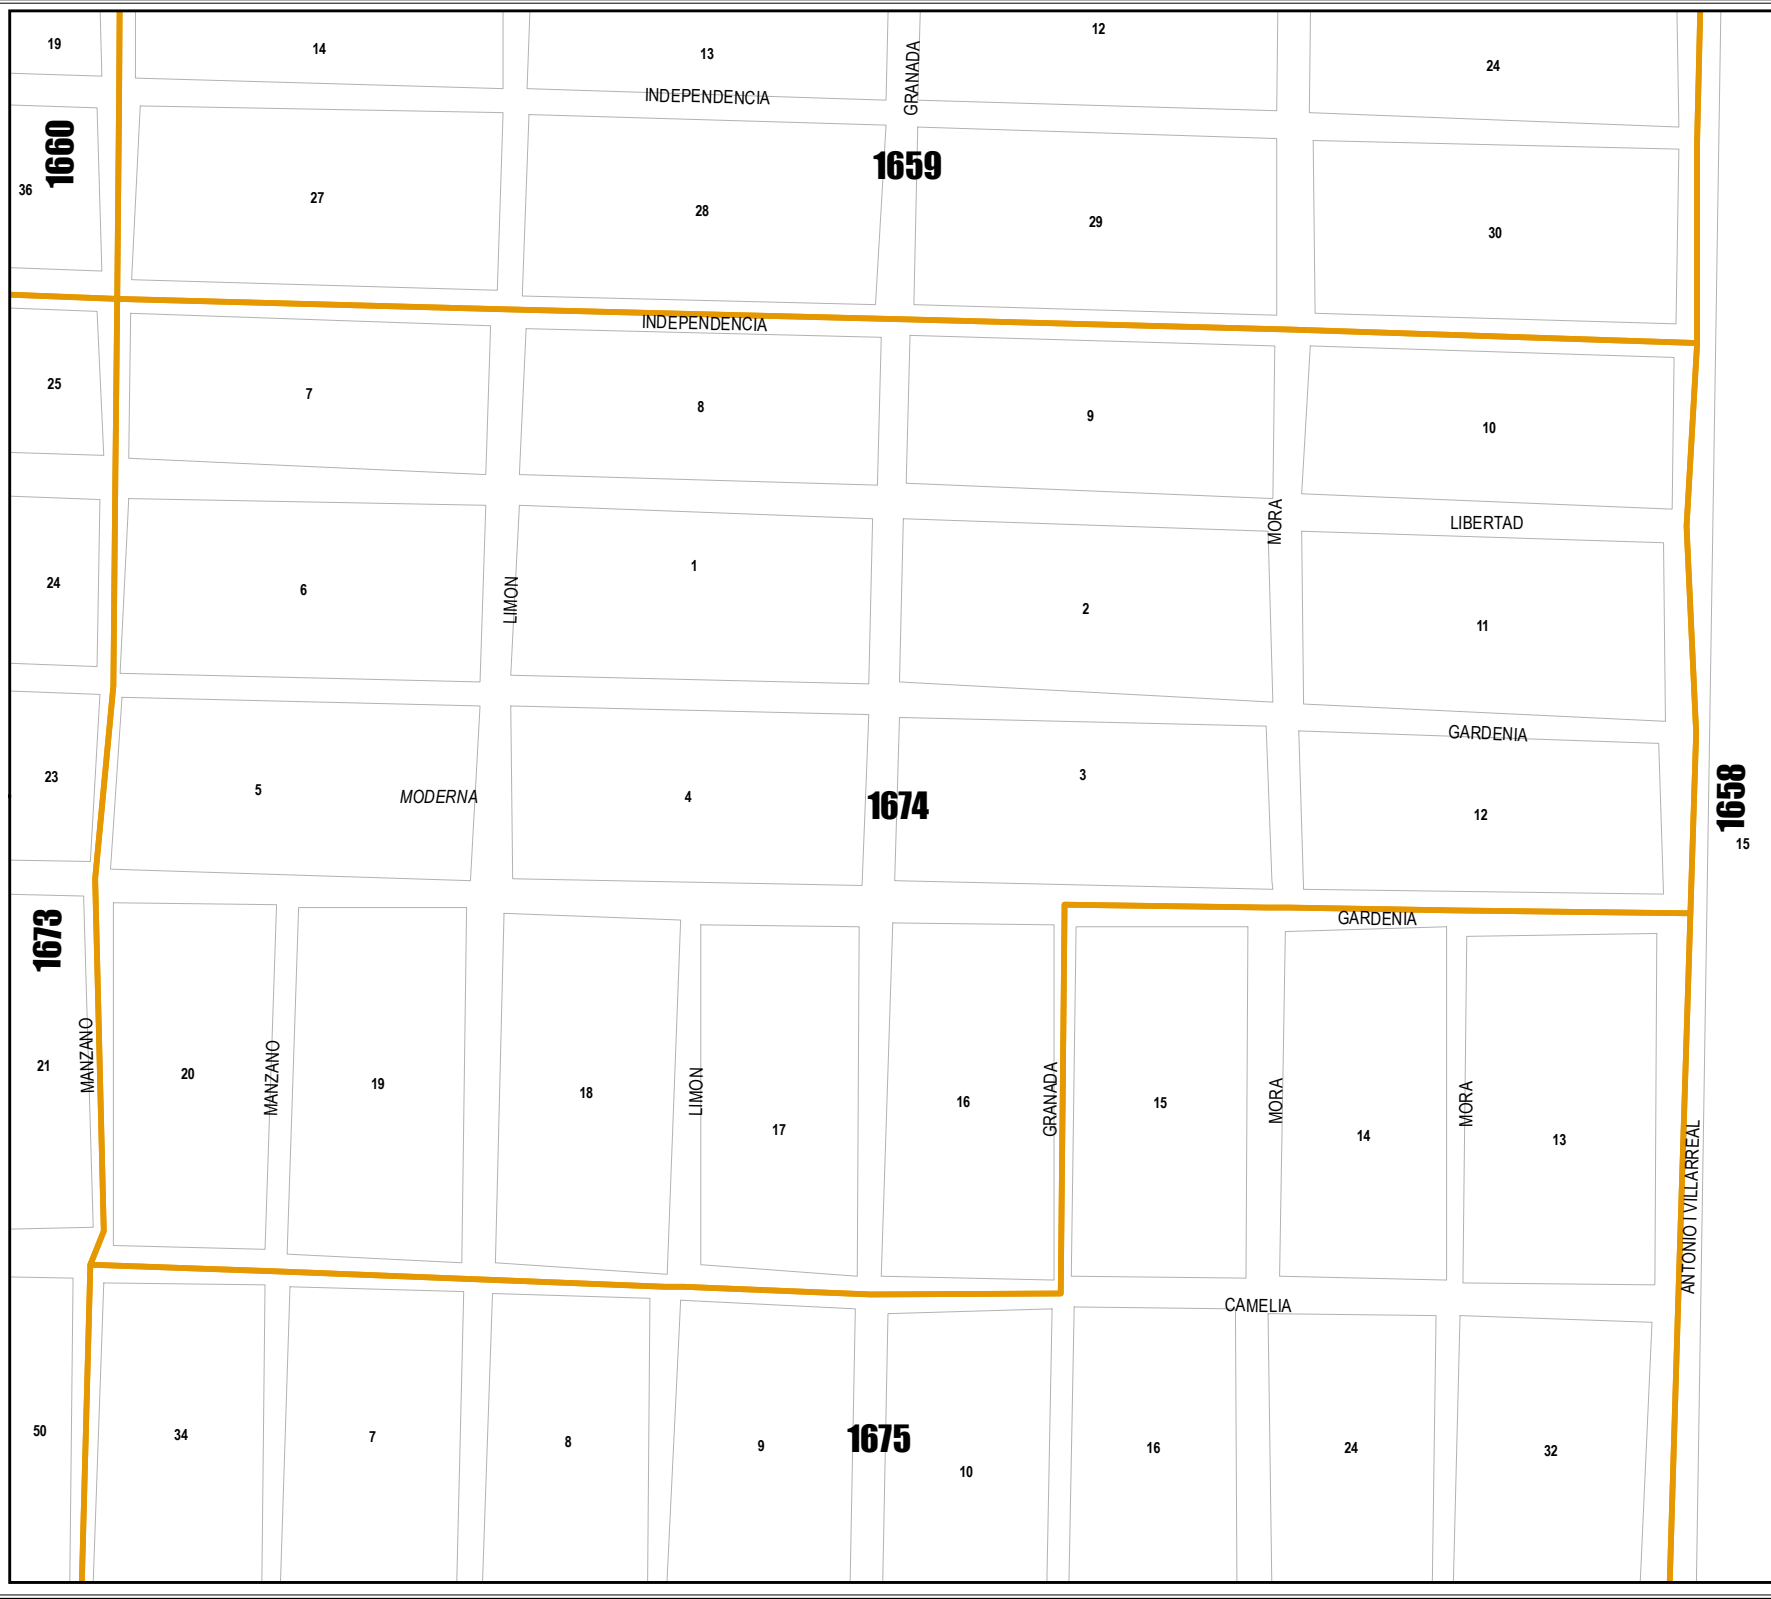 19
14
13
12
24
GRANADA
INDEPENDENCIA
1660
1659
36
27
28
29
30
INDEPENDENCIA
25
7
8
9
10
MORA
LIBERTAD
24
6
LIMON
1
2
11
GARDENIA
23
5
MODERNA
4
1674
3
12
1658
15
1673
GARDENIA
MANZANO
21
20
MANZANO
19
18
LIMON
17
16
GRANADA
15
MORA
14
MORA
13
ANTONIO I VILLARREAL
CAMELIA
50
34
7
8
9
1675
10
16
24
32